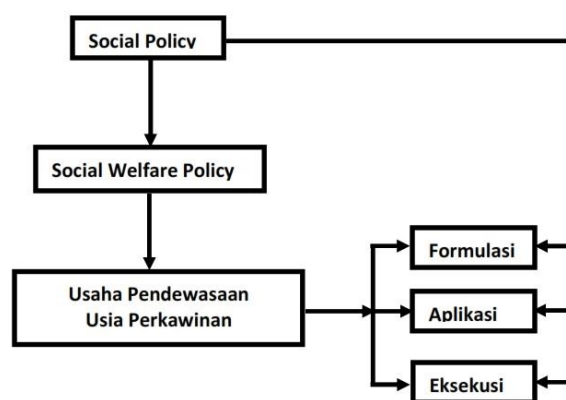 Social Policy
Social Welfare Policy
Usaha Pendewasaan
Usia Perkawinan
Formulasi
Aplikasi
Eksekusi